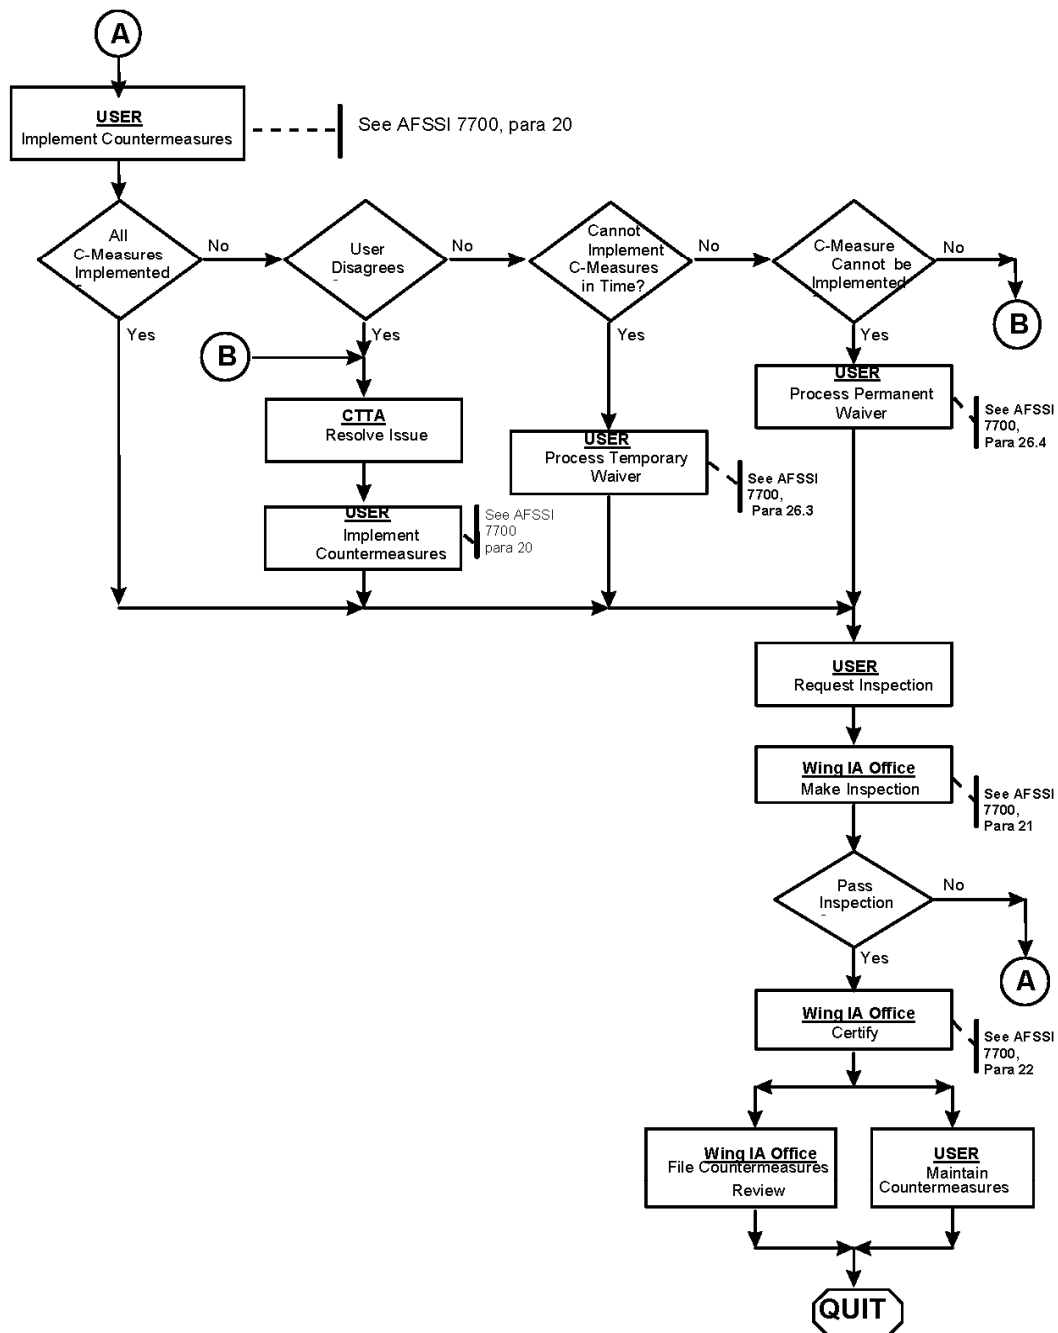 A
USER
Implement Countermeasures
See AFSSI 7700, para 20
All
C-Measures
Implemented
No
User
Disagrees
No
Cannot
Implement
C-Measures
in Time?
No
C-Measure
Cannot be
Implemented
No
B
Yes
B
Yes
Yes
Yes
CTTA
Resolve Issue
USER
Implement
Countermeasures
See AFSSI
7700
para 20
USER
Process Temporary
Waiver
See AFSSI
7700,
Para 26.3
USER
Process Permanent
Waiver
See AFSSI
7700,
Para 26.4
USER
Request Inspection
Wing IA Office
Make Inspection
See AFSSI
7700,
Para 21
Pass
Inspection
No
A
Yes
Wing IA Office
Certify
See AFSSI
7700,
Para 22
Wing IA Office
File Countermeasures
Review
USER
Maintain
Countermeasures
QUIT